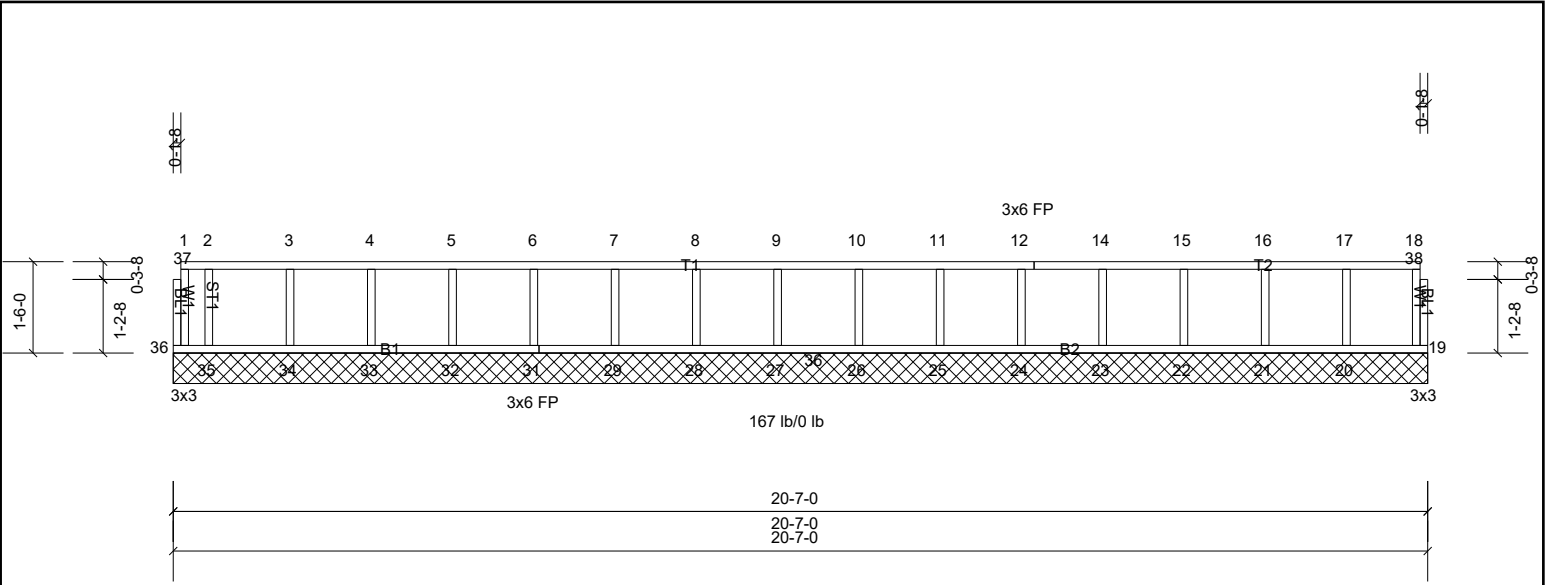 0-1-8
0-1-8
3x6 FP
1 2 3 4 5 6 7 8 9 10 11 12 14 15 16 17 18
37 T1 T2 38
0-3-8
0-3-8
1-6-0
1-2-8
BL1 W1 ST1
W1 BL1
1-2-8
36 B1 B2 19
36
35 34 33 32 31 29 28 27 26 25 24 23 22 21 20
3x3 3x3
3x6 FP
167 lb/0 lb
20-7-0
20-7-0
20-7-0